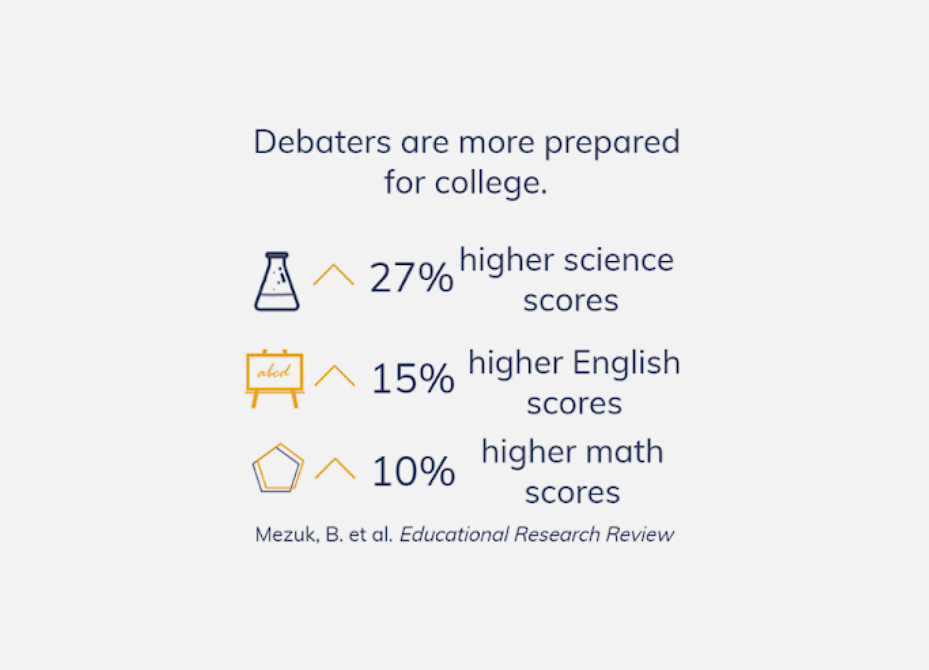 Debaters are more prepared
for college.
27% higher science
scores
abcd
15% higher English
scores
10% higher math
scores
Mezuk, B. et al. Educational Research Review